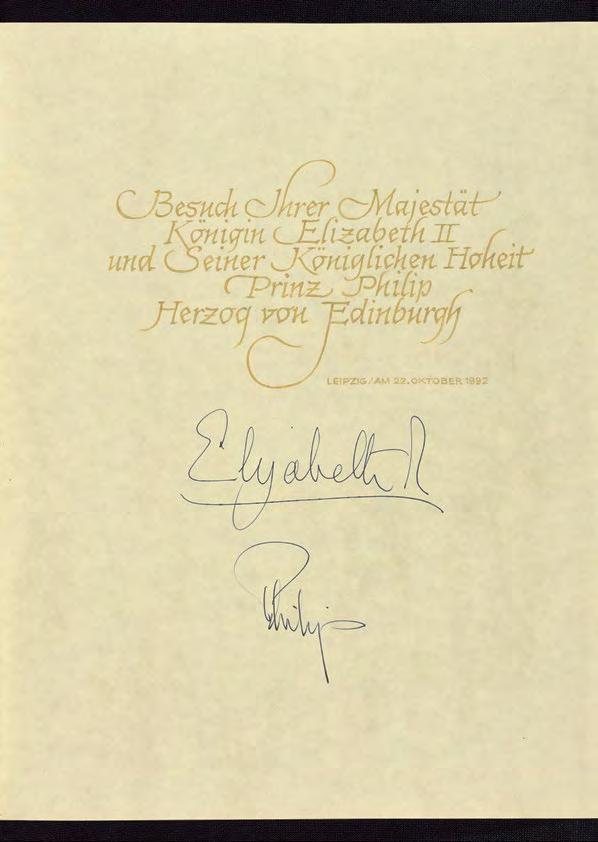 Besuch Ihrer Majestät
Königin Elizabeth II
und Seiner Königlichen Hoheit
Prinz Philip
Herzog von Edinburgh
LEIPZIG/AM 22. OKTOBER 1992
Elizabeth R
Philip